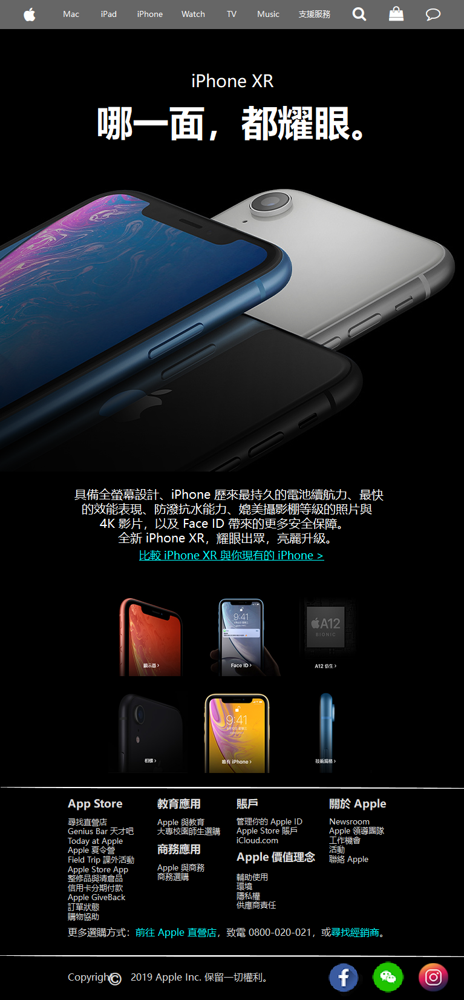 Mac iPad iPhone Watch TV Music 支援服務
iPhone XR
哪一面，都耀眼。
具備全螢幕設計、iPhone 歷來最持久的電池續航力、最快
的效能表現、防潑抗水能力、媲美攝影棚等級的照片與
4K 影片，以及 Face ID 帶來的更多安全保障。
全新 iPhone XR，耀眼出眾，亮麗升級。
比較 iPhone XR 與你現有的 iPhone >
9:41
A12
BIONIC
顯示器 ›
Face ID ›
A12 仿生 ›
9:41
相機 ›
唯有 iPhone ›
技術規格 ›
App Store
尋找直營店
Genius Bar 天才吧
Today at Apple
Apple 夏令營
Field Trip 課外活動
Apple Store App
整修品與清倉品
信用卡分期付款
Apple GiveBack
訂單狀態
購物協助
教育應用
Apple 與教育
大專校園師生選購
商務應用
Apple 與商務
商務選購
賬戶
管理你的 Apple ID
Apple Store 賬戶
iCloud.com
Apple 價值理念
輔助使用
環境
隱私權
供應商責任
關於 Apple
Newsroom
Apple 領導團隊
工作機會
活動
聯絡 Apple
更多選購方式：前往 Apple 直營店，致電 0800-020-021，或尋找經銷商。
Copyright © 2019 Apple Inc. 保留一切權利。